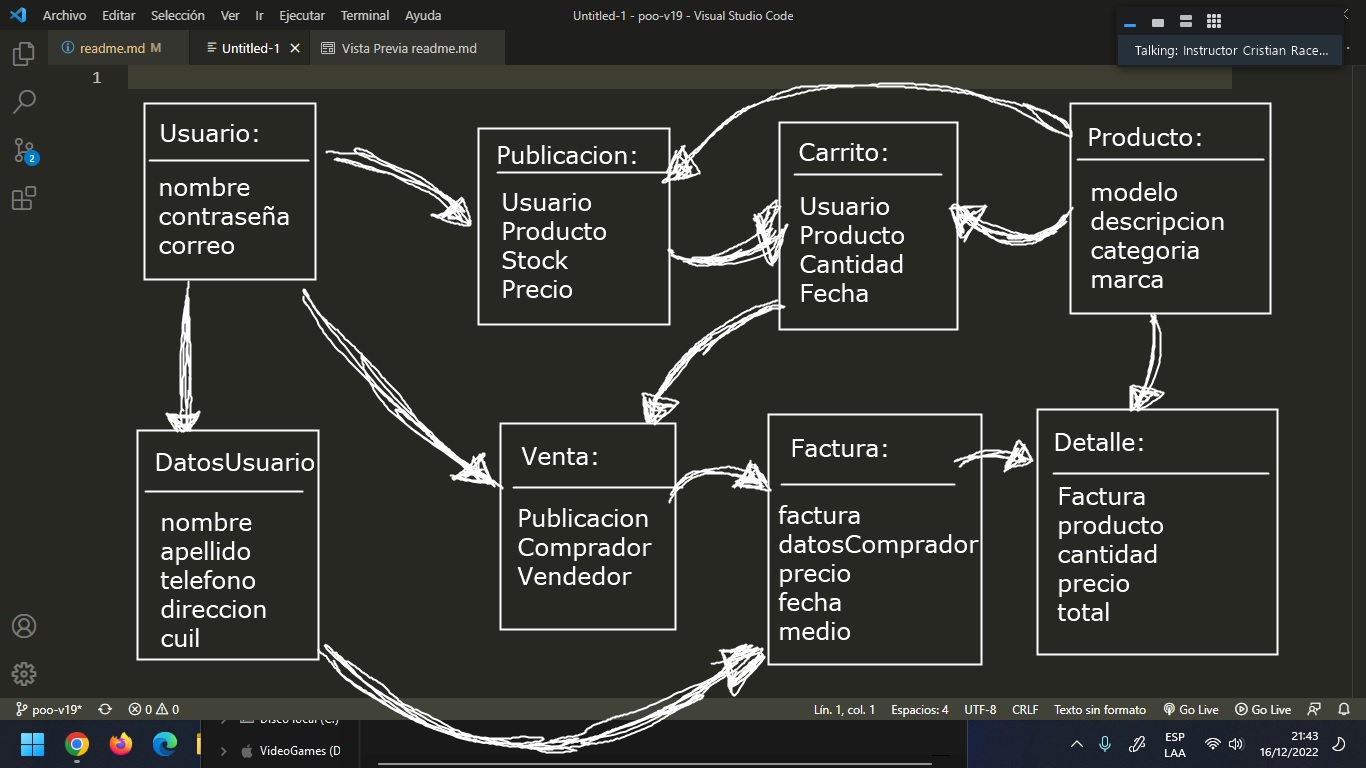 Archivo Editar Selección Ver Ir Ejecutar Terminal Ayuda
Untitled-1 - poo-v19 - Visual Studio Code
Talking: Instructor Cristian Race...
readme.md M
Untitled-1
Vista Previa readme.md
1
2
Usuario:
nombre
contraseña
correo
Publicacion:
Usuario
Producto
Stock
Precio
Carrito:
Usuario
Producto
Cantidad
Fecha
Producto:
modelo
descripcion
categoria
marca
DatosUsuario
nombre
apellido
telefono
direccion
cuil
Venta:
Publicacion
Comprador
Vendedor
Factura:
factura
datosComprador
precio
fecha
medio
Detalle:
Factura
producto
cantidad
precio
total
poo-v19* 0 0
Lín. 1, col. 1 Espacios: 4 UTF-8 CRLF Texto sin formato Go Live Go Live
Disco local (C:)
VideoGames (D
ESP
LAA
21:43
16/12/2022